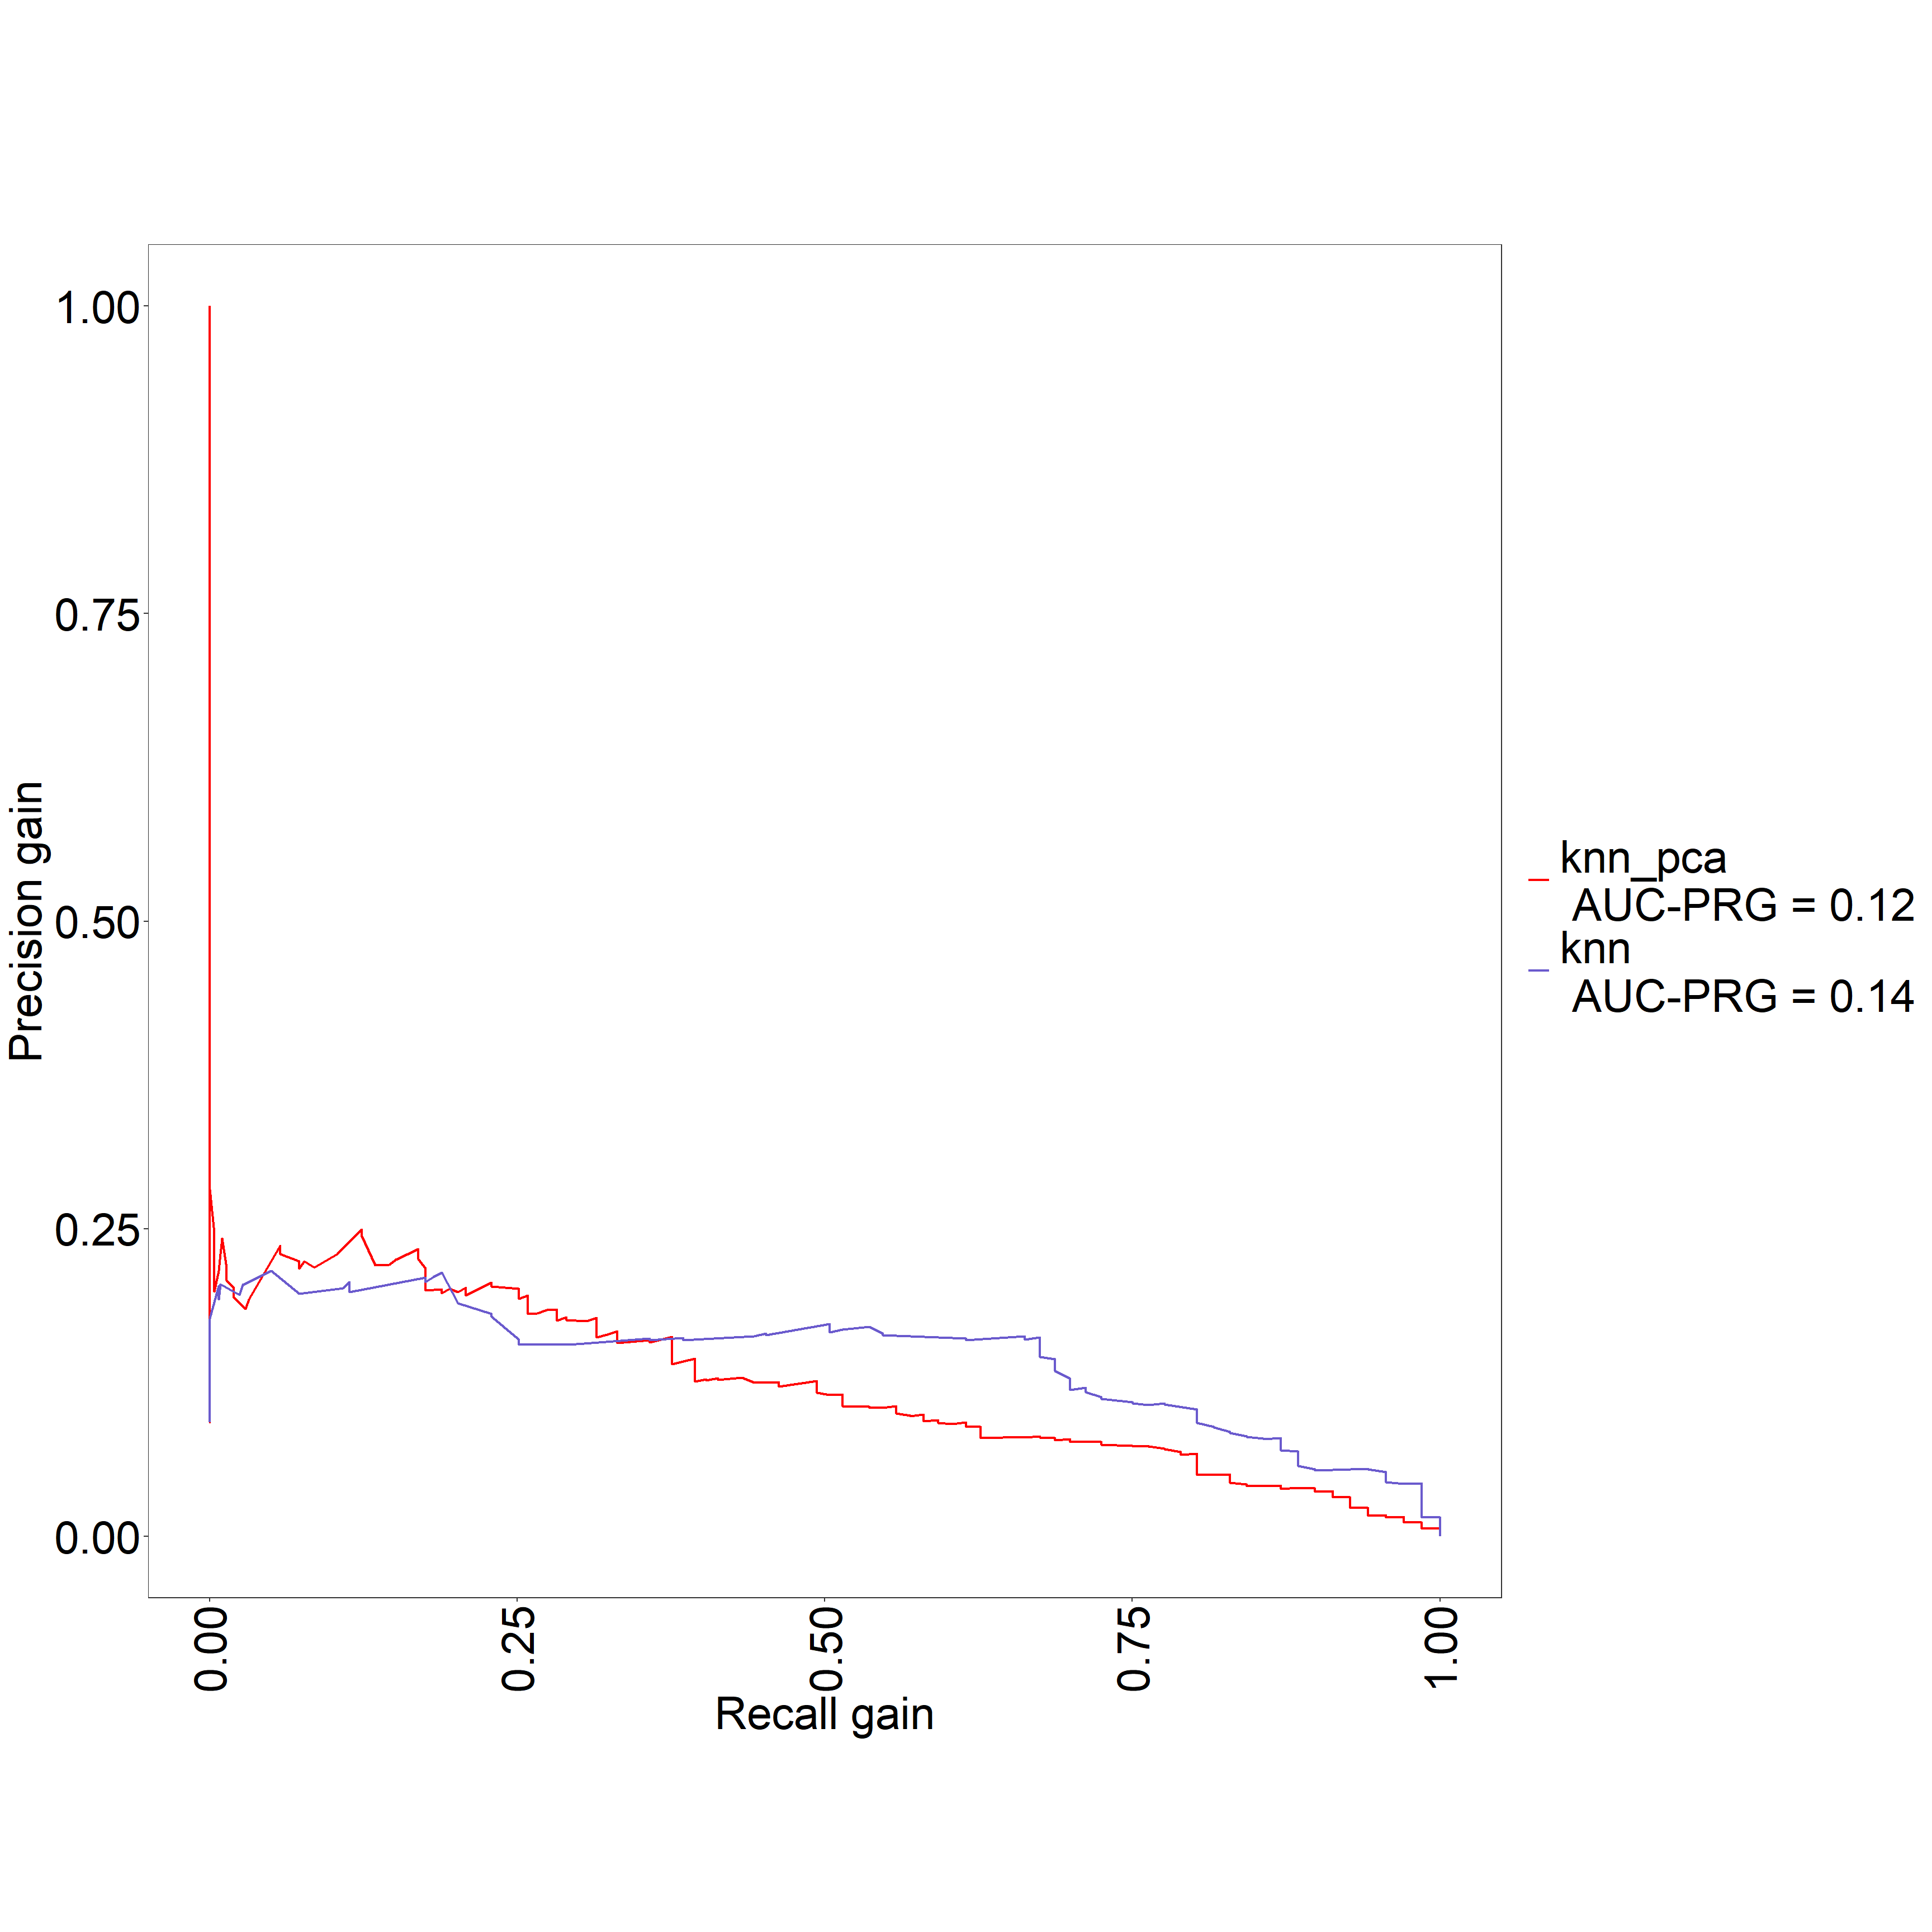 1.00
0.75
0.50
0.25
0.00
Precision gain
0.00
0.25
0.50
0.75
1.00
Recall gain
knn_pca
AUC-PRG = 0.12
knn
AUC-PRG = 0.14